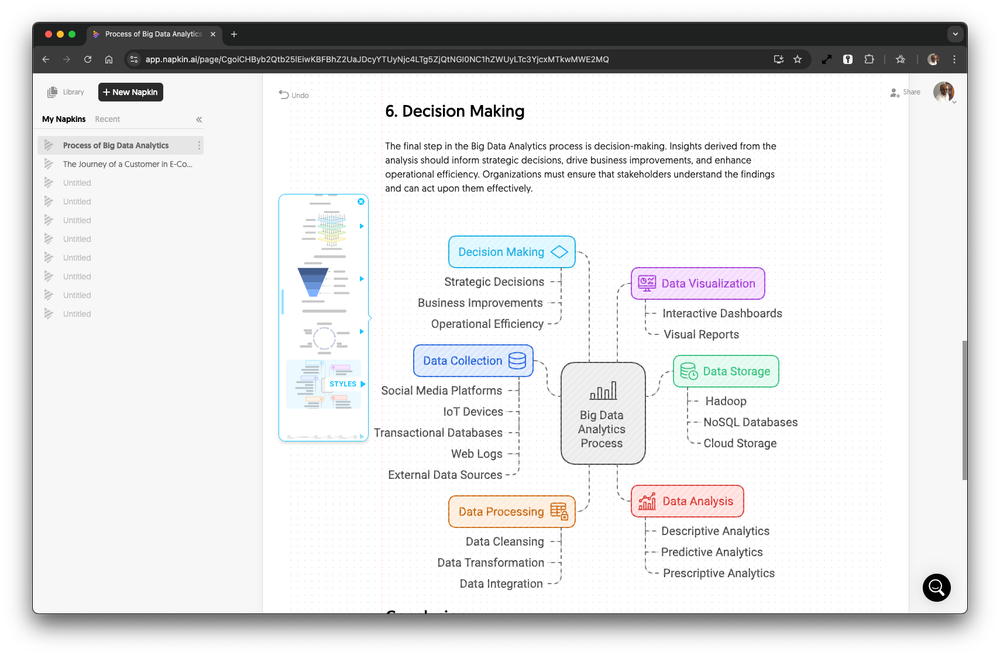 Process of Big Data Analytics
app.napkin.ai/page/CgoICHByb2Qtb25lEiwKBFBhZ2UaJDcyYTUyNjc4LTg5ZjQtNGI0NC1hZWUyLTc3YjcxMTkwMWE2MQ
Library
+ New Napkin
My Napkins
Recent
Process of Big Data Analytics
The Journey of a Customer in E-Co...
Untitled
Untitled
Untitled
Untitled
Untitled
Untitled
Untitled
Untitled
Undo
Share
6. Decision Making
The final step in the Big Data Analytics process is decision-making. Insights derived from the
analysis should inform strategic decisions, drive business improvements, and enhance
operational efficiency. Organizations must ensure that stakeholders understand the findings
and can act upon them effectively.
STYLES
Decision Making
Strategic Decisions
Business Improvements
Operational Efficiency
Data Collection
Social Media Platforms
IoT Devices
Transactional Databases
Web Logs
External Data Sources
Data Processing
Data Cleansing
Data Transformation
Data Integration
Big Data
Analytics
Process
Data Visualization
Interactive Dashboards
Visual Reports
Data Storage
Hadoop
NoSQL Databases
Cloud Storage
Data Analysis
Descriptive Analytics
Predictive Analytics
Prescriptive Analytics